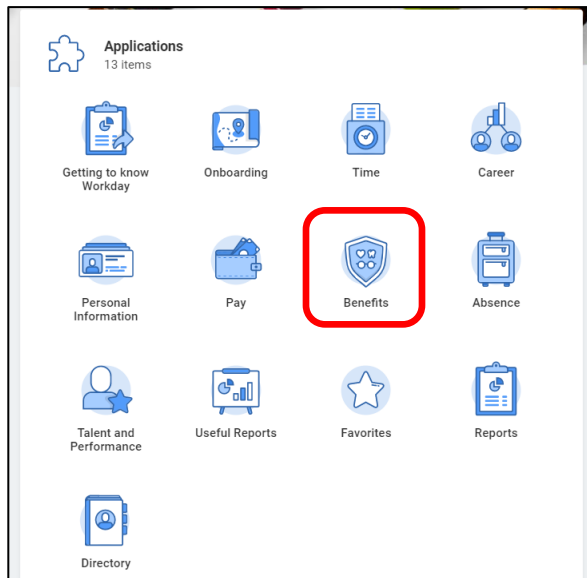 Applications
13 items
Getting to know
Workday
Onboarding
Time
Career
Personal
Information
Pay
Benefits
Absence
Talent and
Performance
Useful Reports
Favorites
Reports
Directory